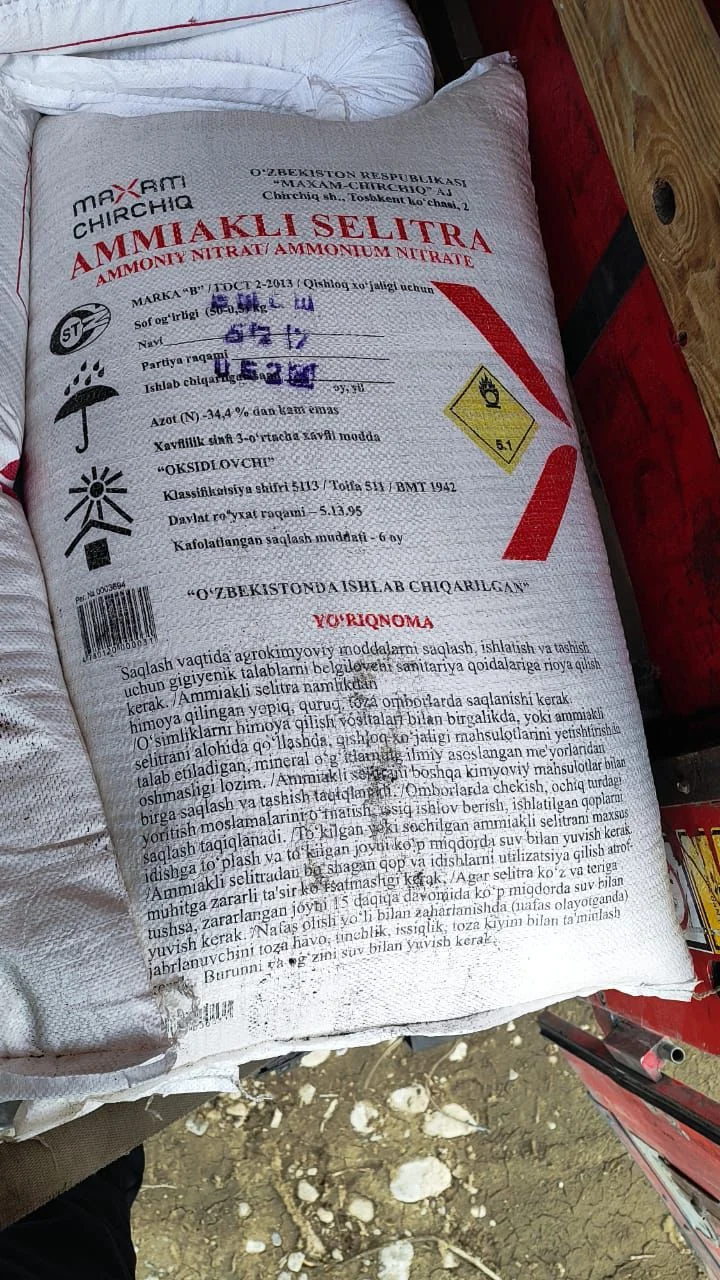 MAXAM
CHIRCHIQ
O‘ZBEKISTON RESPUBLIKASI
“MAXAM-CHIRCHIQ” AJ
Chirchiq sh., Toshkent ko‘chasi, 2
AMMIAKLI SELITRA
AMMONIY NITRAT/ AMMONIUM NITRATE
MARKA “B” / ГОСТ 2-2013 / Qishloq xo‘jaligi uchun
Sof og‘irligi (50-0,5) kg
Navi
Partiya raqami
Ishlab chiqarilgan sana
oy, yil
Azot (N) -34,4 % dan kam emas
Xavflilik sinfi 3-o‘rtacha xavfli modda
“OKSIDLOVCHI”
Klassifikatsiya shifri 5113 / Toifa 511 / BMT 1942
Davlat ro‘yxat raqami – 5.13.95
Kafolatlangan saqlash muddati - 6 oy
ST
5.1
Рег. № 0003894
“O‘ZBEKISTONDA ISHLAB CHIQARILGAN”
YO‘RIQNOMA
Saqlash vaqtida agrokimyoviy moddalarni saqlash, ishlatish va tashish
uchun gigiyenik talablarni belgilovchi sanitariya qoidalariga rioya qilish
kerak. /Ammiakli selitra namlikdan
himoya qilingan yopiq, quruq, toza omborlarda saqlanishi kerak.
/O‘simliklarni himoya qilish vositalari bilan birgalikda, yoki ammiakli
selitrani alohida qo‘llashda, qishloq xo‘jaligi mahsulotlarini yetishtirishda
talab etiladigan, mineral o‘g‘itlarning ilmiy asoslangan me'yorlaridan
oshmasligi lozim. /Ammiakli selitrani boshqa kimyoviy mahsulotlar bilan
birga saqlash va tashish taqiqlanadi. /Omborlarda chekish, ochiq turdagi
yoritish moslamalarini o‘rnatish, issiq ishlov berish, ishlatilgan qoplarni
saqlash taqiqlanadi. /To‘kilgan yoki sochilgan ammiakli selitrani maxsus
idishga to‘plash va to‘kilgan joyni ko‘p miqdorda suv bilan yuvish kerak.
/Ammiakli selitradan bo‘shagan qop va idishlarni utilizatsiya qilish atrof-
muhitga zararli ta'sir ko‘rsatmasligi kerak. /Agar selitra ko‘z va teriga
tushsa, zararlangan joyni 15 daqiqa davomida ko‘p miqdorda suv bilan
yuvish kerak. /Nafas olish yo‘li bilan zaharlanishda (nafas olayotganda)
jabrlanuvchini toza havo, tinchlik, issiqlik, toza kiyim bilan ta'minlash
Burunni va og‘zini suv bilan yuvish kerak.